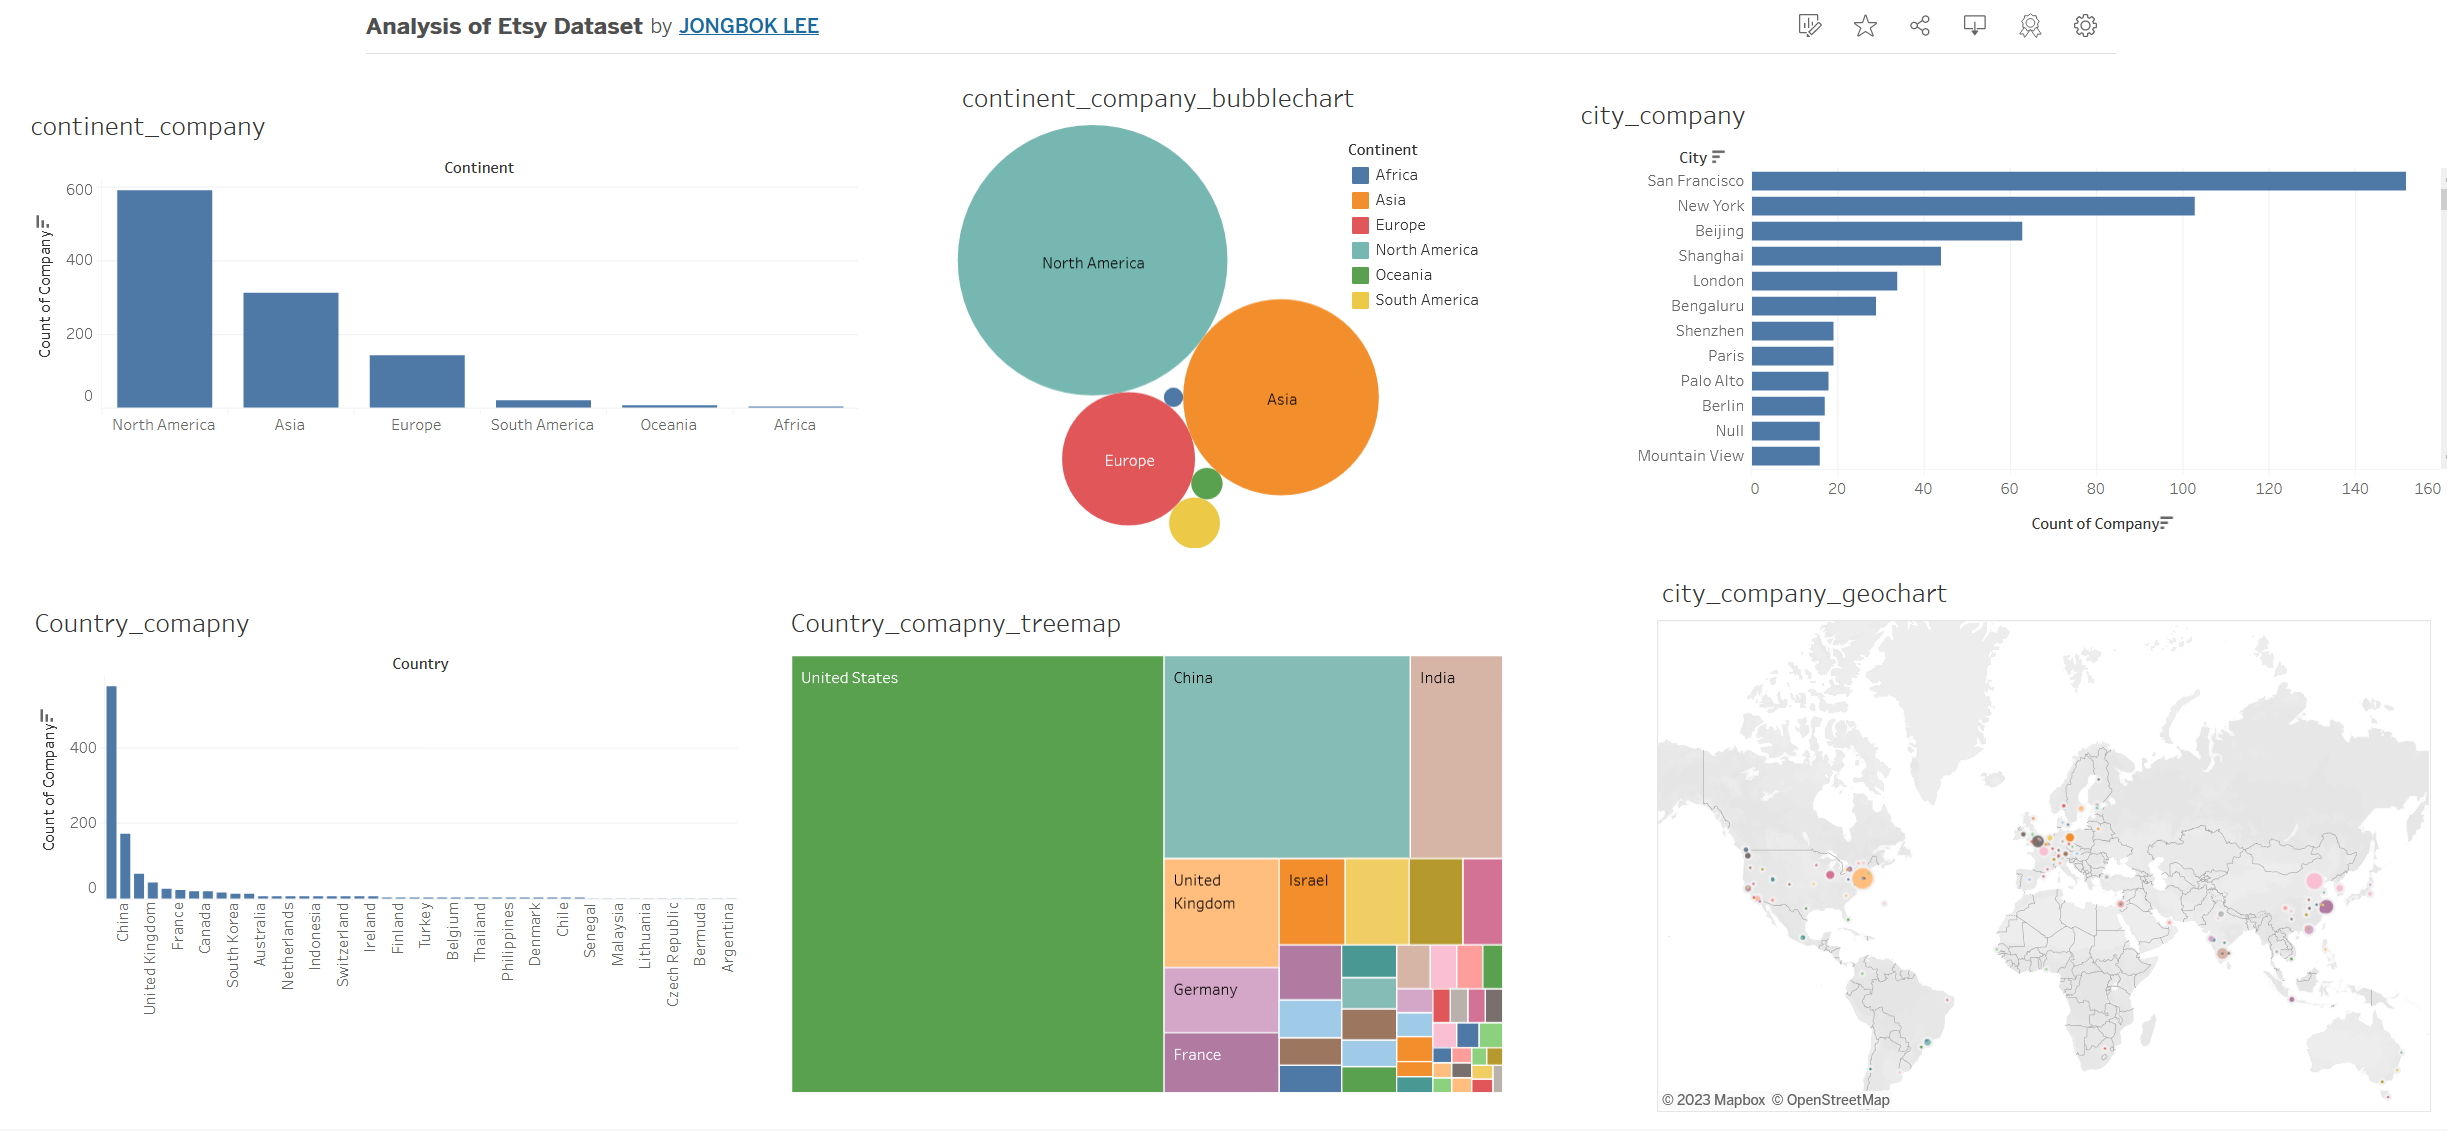 Analysis of Etsy Dataset by JONGBOK LEE
continent_company
Continent
Count of Company
600
400
200
0
North America
Asia
Europe
South America
Oceania
Africa
continent_company_bubblechart
North America
Asia
Europe
Continent
Africa
Asia
Europe
North America
Oceania
South America
city_company
City
San Francisco
New York
Beijing
Shanghai
London
Bengaluru
Shenzhen
Paris
Palo Alto
Berlin
Null
Mountain View
0 20 40 60 80 100 120 140 160
Count of Company
Country_comapny
Country
Count of Company
400
200
0
China
United Kingdom
France
Canada
South Korea
Australia
Netherlands
Indonesia
Switzerland
Ireland
Finland
Turkey
Belgium
Thailand
Philippines
Denmark
Chile
Senegal
Malaysia
Lithuania
Czech Republic
Bermuda
Argentina
Country_comapny_treemap
United States
China
India
United
Kingdom
Israel
Germany
France
city_company_geochart
© 2023 Mapbox © OpenStreetMap